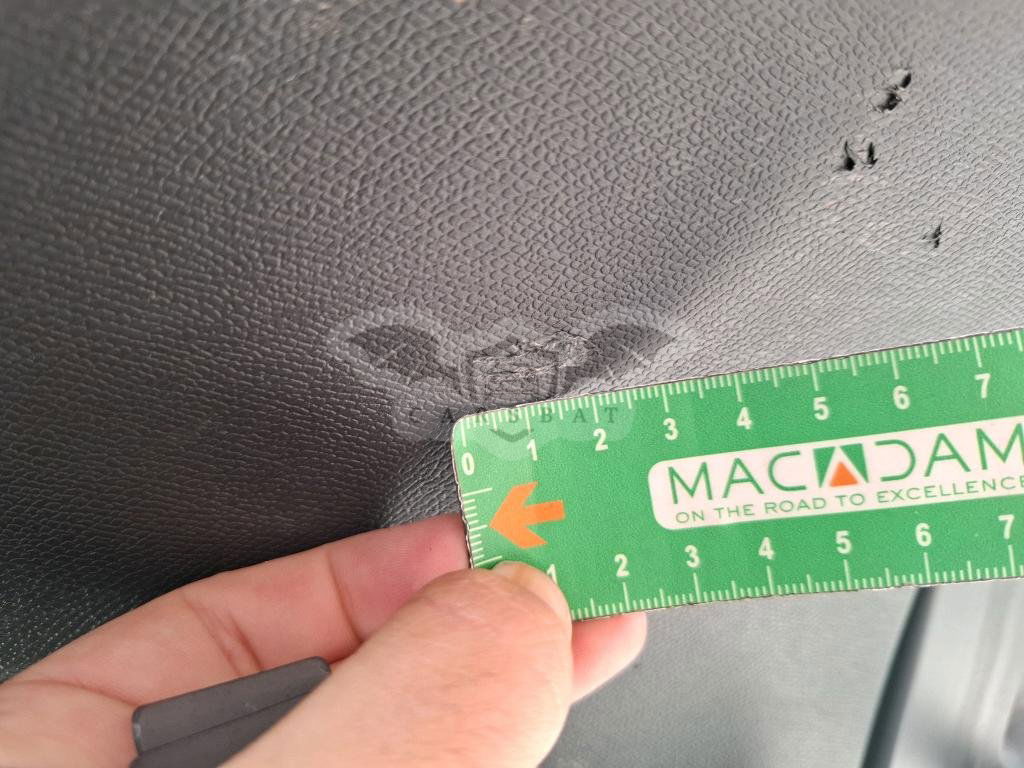 CARSBAT
0 1 2 3 4 5 6 7
MACADAM
ON THE ROAD TO EXCELLENCE
1 2 3 4 5 6 7